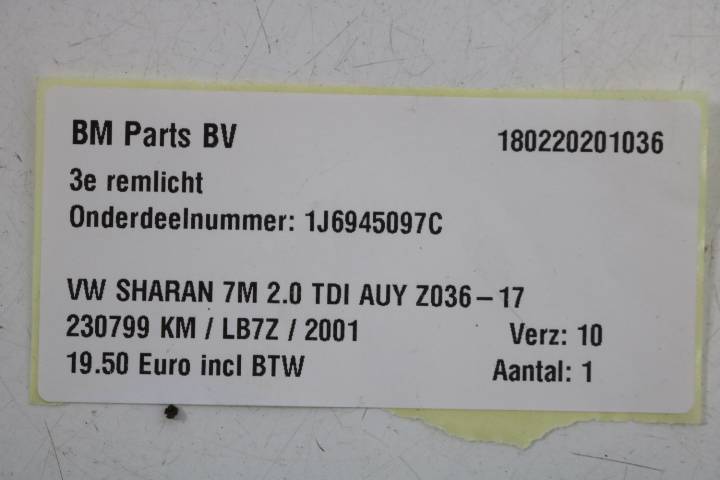 BM Parts BV 180220201036
3e remlicht
Onderdeelnummer: 1J6945097C
VW SHARAN 7M 2.0 TDI AUY Z036-17
230799 KM / LB7Z / 2001 Verz: 10
19.50 Euro incl BTW Aantal: 1